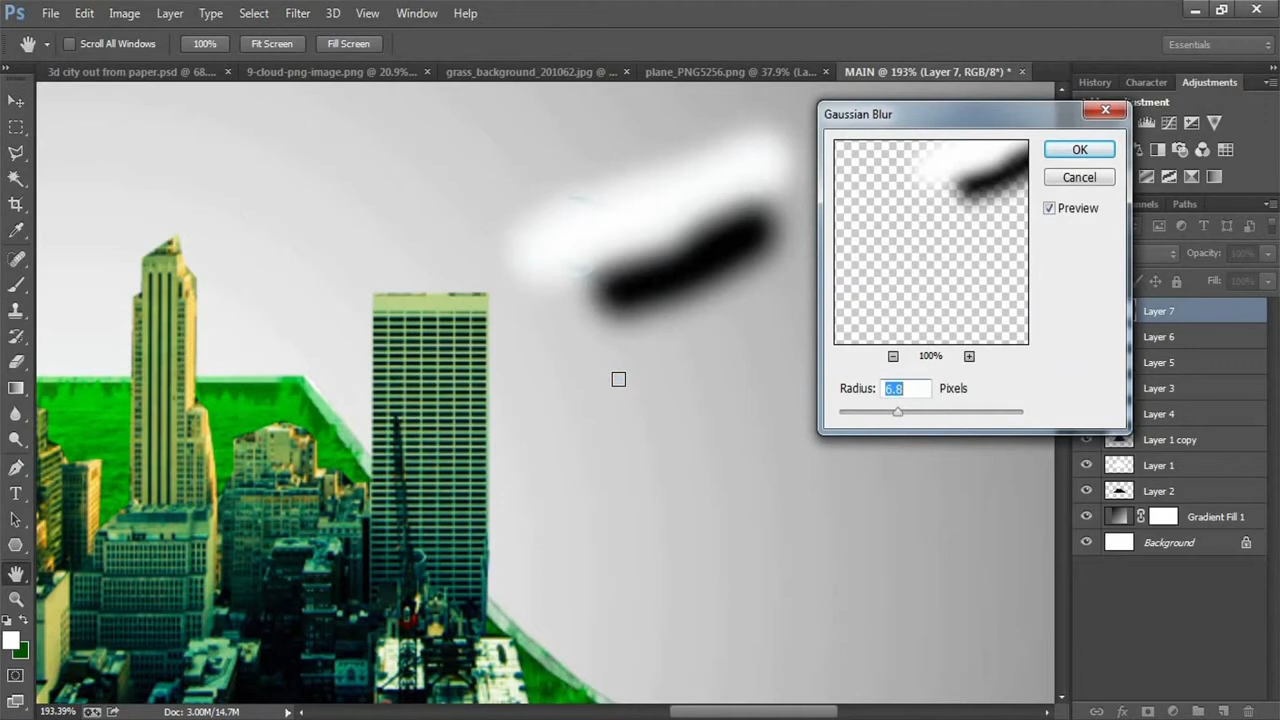 Ps File Edit Image Layer Type Select Filter 3D View Window Help
Scroll All Windows 100% Fit Screen Fill Screen Essentials
3d city out from paper.psd @ 68.... × 9-cloud-png-image.png @ 20.9%... × grass_background_201062.jpg @ ... × plane_PNG5256.png @ 37.9% (La... × MAIN @ 193% (Layer 7, RGB/8*) * ×
History Character Adjustments
Gaussian Blur
OK
Cancel
Preview
Paths
Opacity:
Fill:
Layer 7
Layer 6
100%
Layer 5
Radius: 6.8 Pixels
Layer 3
Layer 4
Layer 1 copy
Layer 1
Layer 2
Gradient Fill 1
Background
193.39% Doc: 3.00M/14.7M